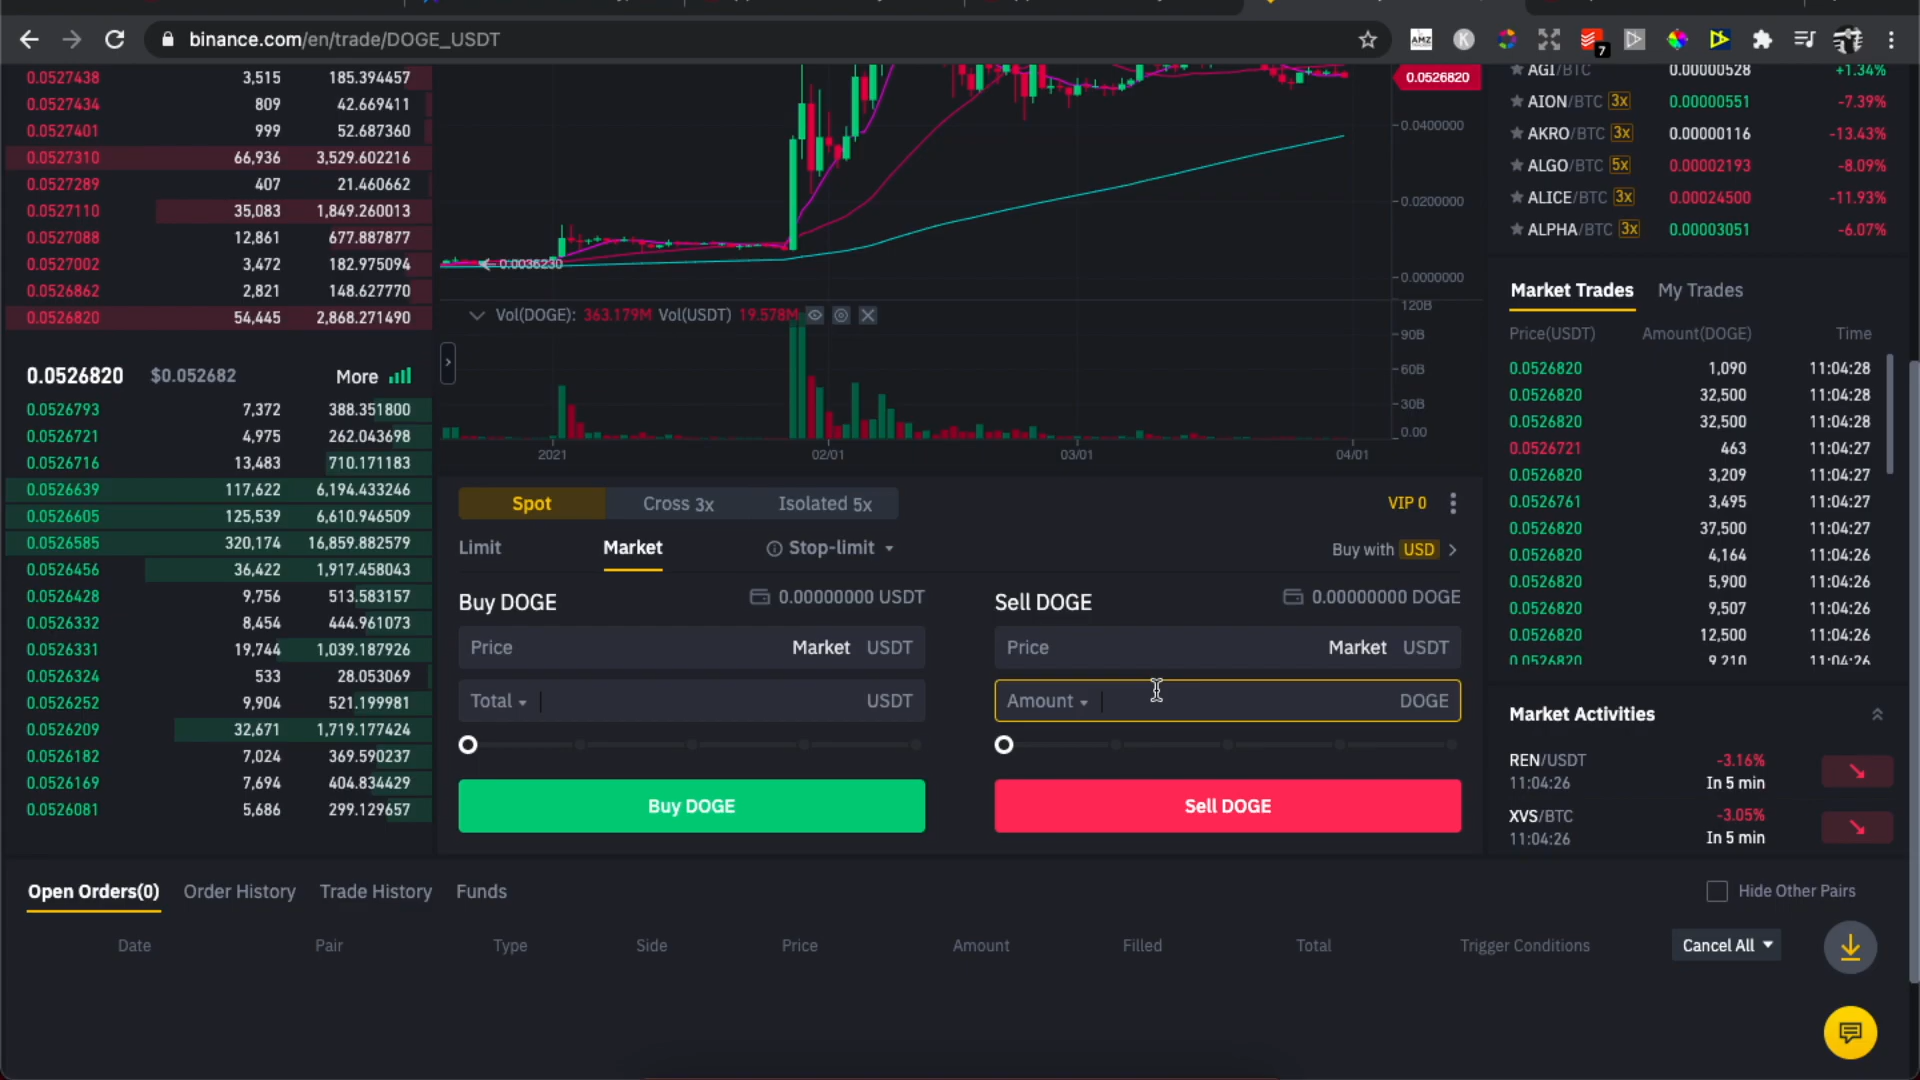 binance.com/en/trade/DOGE_USDT
AMZ
K
7
0.0527438 3,515 185.394457
0.0527434 809 42.669411
0.0527401 999 52.687360
0.0527310 66,936 3,529.602216
0.0527289 407 21.460662
0.0527110 35,083 1,849.260013
0.0527088 12,861 677.887877
0.0527002 3,472 182.975094
0.0526862 2,821 148.627770
0.0526820 54,445 2,868.271490
0.0526820 $0.052682 More
0.0526793 7,372 388.351800
0.0526721 4,975 262.043698
0.0526716 13,483 710.171183
0.0526639 117,622 6,194.433246
0.0526605 125,539 6,610.946509
0.0526585 320,174 16,859.882579
0.0526456 36,422 1,917.458043
0.0526428 9,756 513.583157
0.0526332 8,454 444.961073
0.0526331 19,744 1,039.187926
0.0526324 533 28.053069
0.0526252 9,904 521.199981
0.0526209 32,671 1,719.177424
0.0526182 7,024 369.590237
0.0526169 7,694 404.834429
0.0526081 5,686 299.129657
0.0526820
0.0400000
0.0200000
0.0036230
0.0000000
Vol(DOGE): 363.179M Vol(USDT) 19.578M
120B
90B
60B
30B
0.00
2021 02/01 03/01 04/01
Spot Cross 3x Isolated 5x VIP 0
Limit Market Stop-limit Buy with USD
Buy DOGE 0.00000000 USDT
Price Market USDT
Total USDT
Buy DOGE
Sell DOGE 0.00000000 DOGE
Price Market USDT
Amount DOGE
Sell DOGE
AGI/BTC 0.00000528 +1.34%
AION/BTC 3x 0.00000551 -7.39%
AKRO/BTC 3x 0.00000116 -13.43%
ALGO/BTC 5x 0.00002193 -8.09%
ALICE/BTC 3x 0.00024500 -11.93%
ALPHA/BTC 3x 0.00003051 -6.07%
Market Trades My Trades
Price(USDT) Amount(DOGE) Time
0.0526820 1,090 11:04:28
0.0526820 32,500 11:04:28
0.0526820 32,500 11:04:28
0.0526721 463 11:04:27
0.0526820 3,209 11:04:27
0.0526761 3,495 11:04:27
0.0526820 37,500 11:04:27
0.0526820 4,164 11:04:26
0.0526820 5,900 11:04:26
0.0526820 9,507 11:04:26
0.0526820 12,500 11:04:26
0.0526820 9,210 11:04:26
Market Activities
REN/USDT -3.16%
11:04:26 In 5 min
XVS/BTC -3.05%
11:04:26 In 5 min
Open Orders(0) Order History Trade History Funds Hide Other Pairs
Date Pair Type Side Price Amount Filled Total Trigger Conditions Cancel All